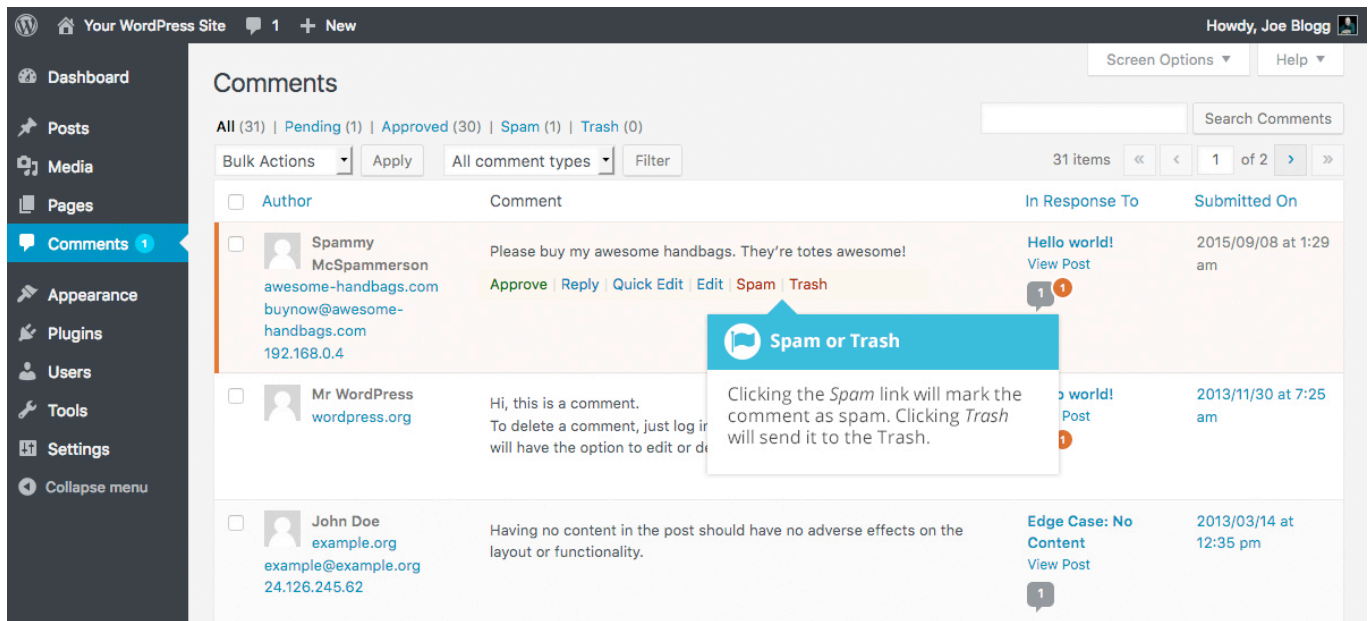 Your WordPress Site 1 + New Howdy, Joe Blogg
Screen Options Help
Dashboard
Posts
Media
Pages
Comments 1
Appearance
Plugins
Users
Tools
Settings
Collapse menu
Comments
All (31) | Pending (1) | Approved (30) | Spam (1) | Trash (0)
Search Comments
Bulk Actions Apply All comment types Filter 31 items « ‹ 1 of 2 › »
Author Comment In Response To Submitted On
Spammy
McSpammerson
awesome-handbags.com
buynow@awesome-
handbags.com
192.168.0.4
Please buy my awesome handbags. They're totes awesome!
Approve | Reply | Quick Edit | Edit | Spam | Trash
Hello world!
View Post
1 1
2015/09/08 at 1:29
am
Spam or Trash
Clicking the Spam link will mark the
comment as spam. Clicking Trash
will send it to the Trash.
Mr WordPress
wordpress.org
Hi, this is a comment.
To delete a comment, just log
will have the option to edit or
world!
Post
1
2013/11/30 at 7:25
am
John Doe
example.org
example@example.org
24.126.245.62
Having no content in the post should have no adverse effects on the
layout or functionality.
Edge Case: No
Content
View Post
1
2013/03/14 at
12:35 pm